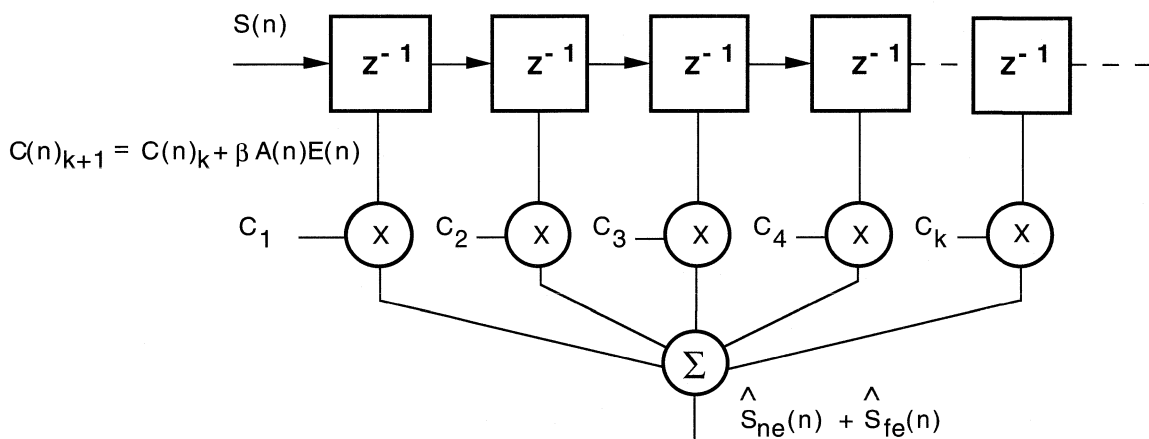 S(n)
z⁻¹ z⁻¹ z⁻¹ z⁻¹ z⁻¹
C(n)ₖ₊₁ = C(n)ₖ + β A(n)E(n)
C₁ X C₂ X C₃ X C₄ X Cₖ X
Σ
Ŝₙₑ(n) + Ŝfe(n)